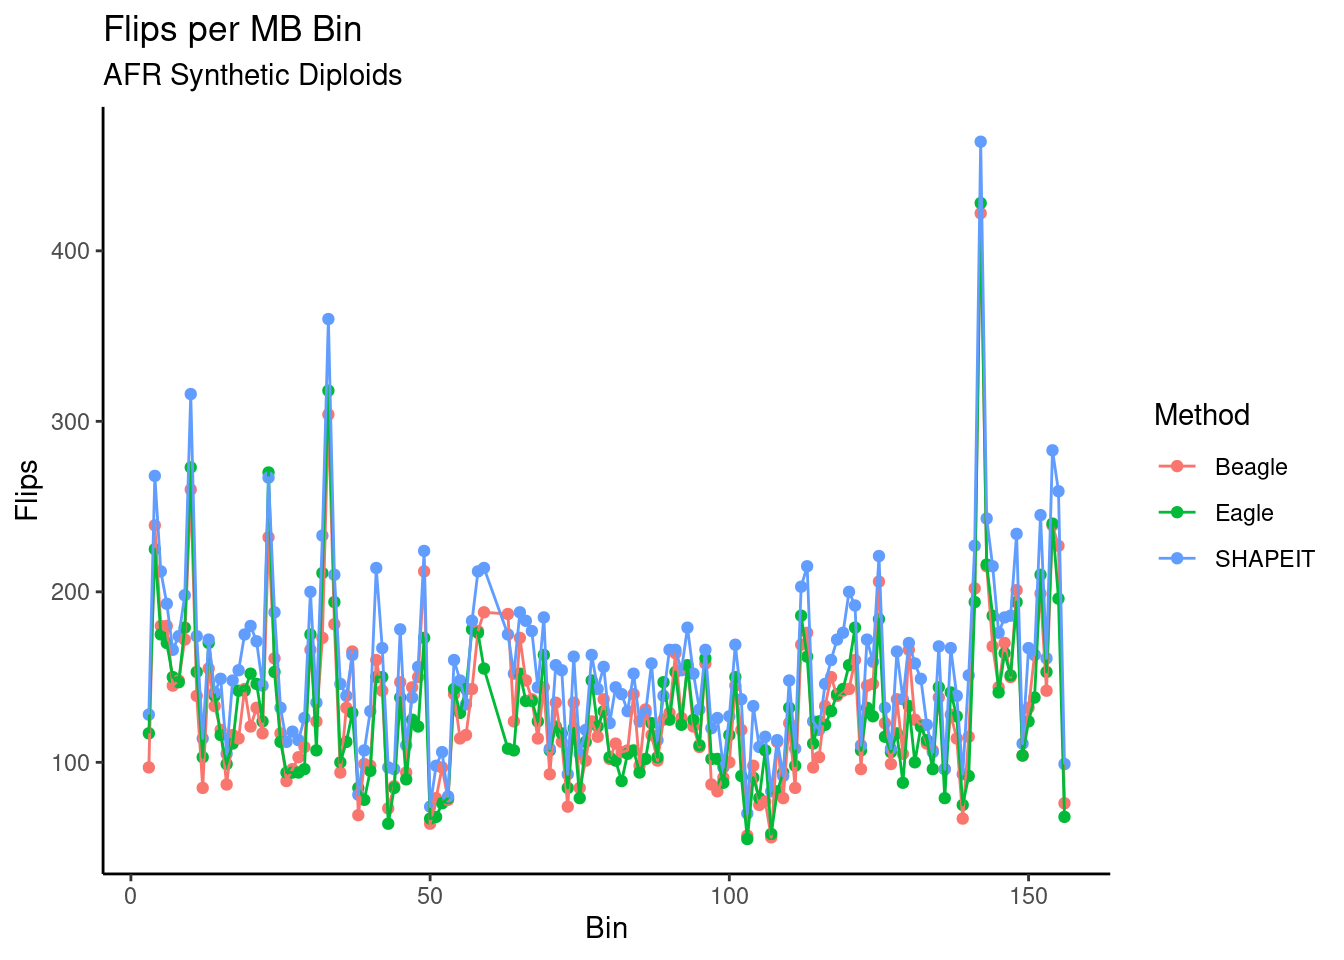 Flips per MB Bin
AFR Synthetic Diploids
400
300
200
100
Flips
0
50
100
150
Bin
Method
Beagle
Eagle
SHAPEIT